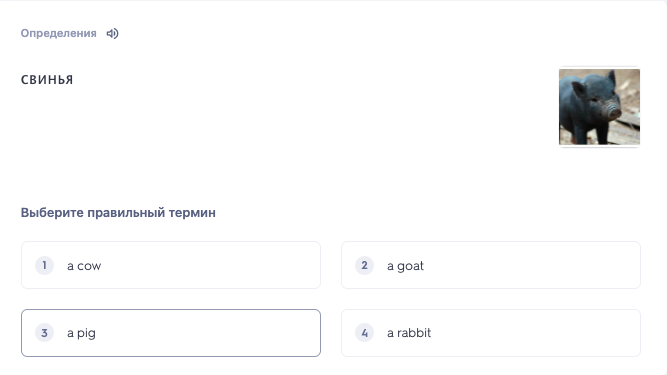 Определения
СВИНЬЯ
Выберите правильный термин
1 a cow
2 a goat
3 a pig
4 a rabbit